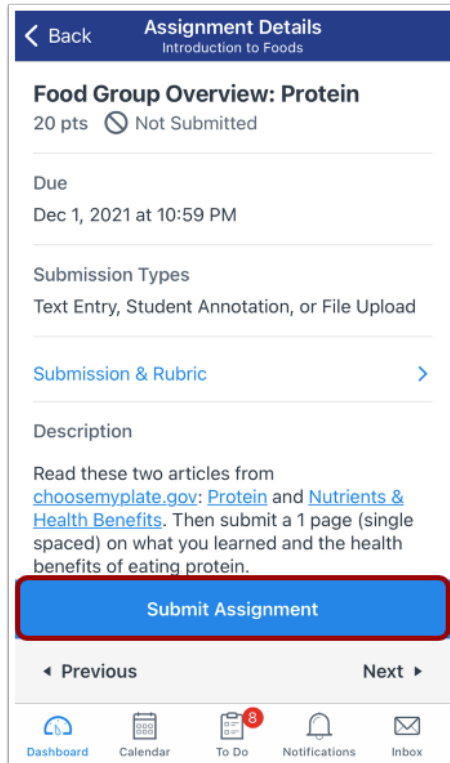 Back
Assignment Details
Introduction to Foods
Food Group Overview: Protein
20 pts Not Submitted
Due
Dec 1, 2021 at 10:59 PM
Submission Types
Text Entry, Student Annotation, or File Upload
Submission & Rubric
Description
Read these two articles from
choosemyplate.gov: Protein and Nutrients &
Health Benefits. Then submit a 1 page (single
spaced) on what you learned and the health
benefits of eating protein.
Submit Assignment
Previous Next
8
Dashboard Calendar To Do Notifications Inbox